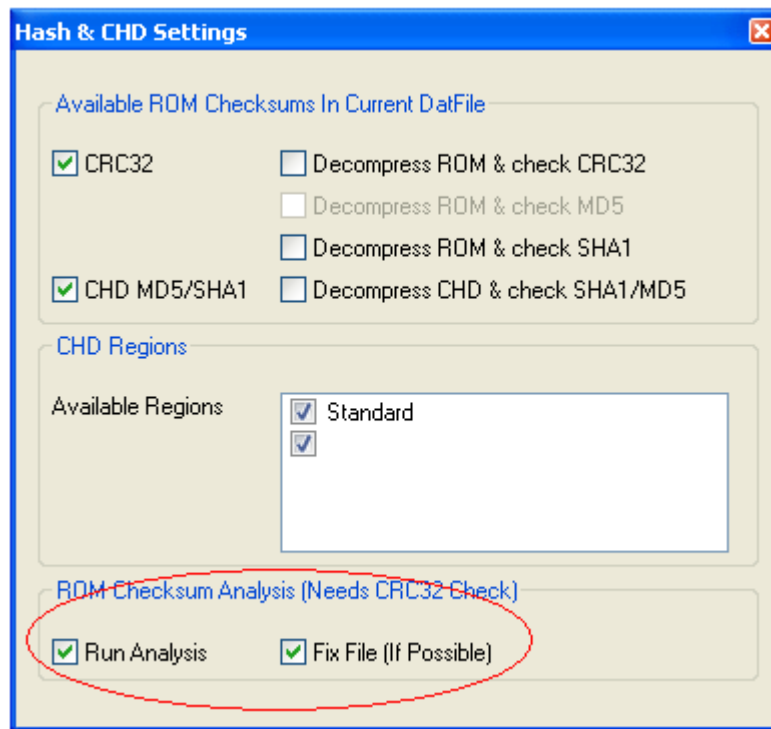 Hash & CHD Settings
Available ROM Checksums In Current DatFile
CRC32
Decompress ROM & check CRC32
Decompress ROM & check MD5
Decompress ROM & check SHA1
CHD MD5/SHA1
Decompress CHD & check SHA1/MD5
CHD Regions
Available Regions
Standard
ROM Checksum Analysis (Needs CRC32 Check)
Run Analysis
Fix File (If Possible)